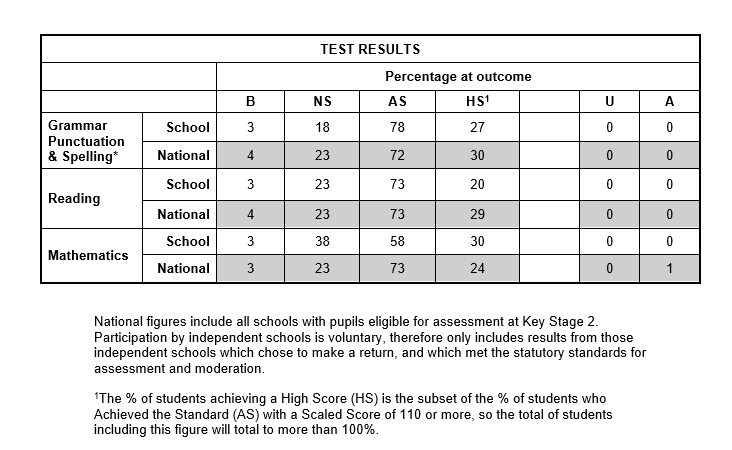 TEST RESULTS
Percentage at outcome
B NS AS HS¹ U A
Grammar Punctuation & Spelling* School 3 18 78 27 0 0
National 4 23 72 30 0 0
Reading School 3 23 73 20 0 0
National 4 23 73 29 0 0
Mathematics School 3 38 58 30 0 0
National 3 23 73 24 0 1
National figures include all schools with pupils eligible for assessment at Key Stage 2.
Participation by independent schools is voluntary, therefore only includes results from those
independent schools which chose to make a return, and which met the statutory standards for
assessment and moderation.
¹The % of students achieving a High Score (HS) is the subset of the % of students who
Achieved the Standard (AS) with a Scaled Score of 110 or more, so the total of students
including this figure will total to more than 100%.